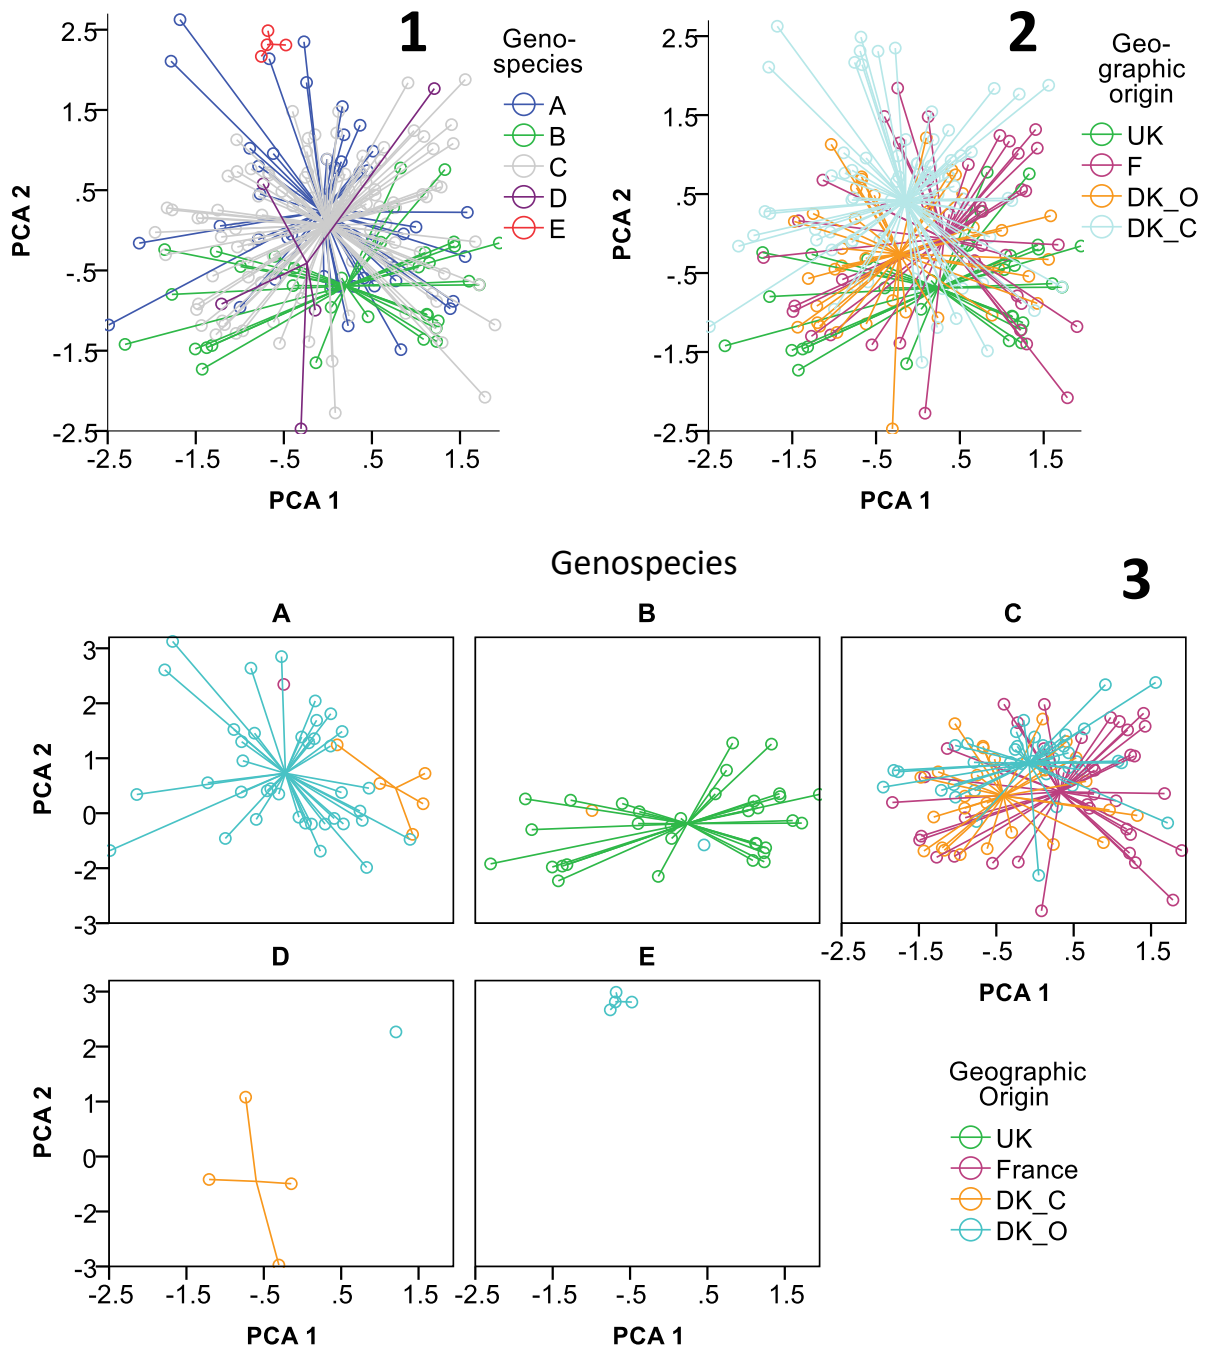 1
Geno-
species
A
B
C
D
E
PCA 2
2.5
1.5
.5
-.5
-1.5
-2.5
-2.5 -1.5 -.5 .5 1.5
PCA 1
2
Geo-
graphic
origin
UK
F
DK_O
DK_C
PCA 2
2.5
1.5
.5
-.5
-1.5
-2.5
-2.5 -1.5 -.5 .5 1.5
PCA 1
Genospecies
3
A B C
PCA 2
3
2
1
0
-2
-3
-2.5 -1.5 -.5 .5 1.5
PCA 1
D E
PCA 2
3
2
1
0
-2
-3
-2.5 -1.5 -.5 .5 1.5
PCA 1
-2.5 -1.5 -.5 .5 1.5
PCA 1
Geographic
Origin
UK
France
DK_C
DK_O